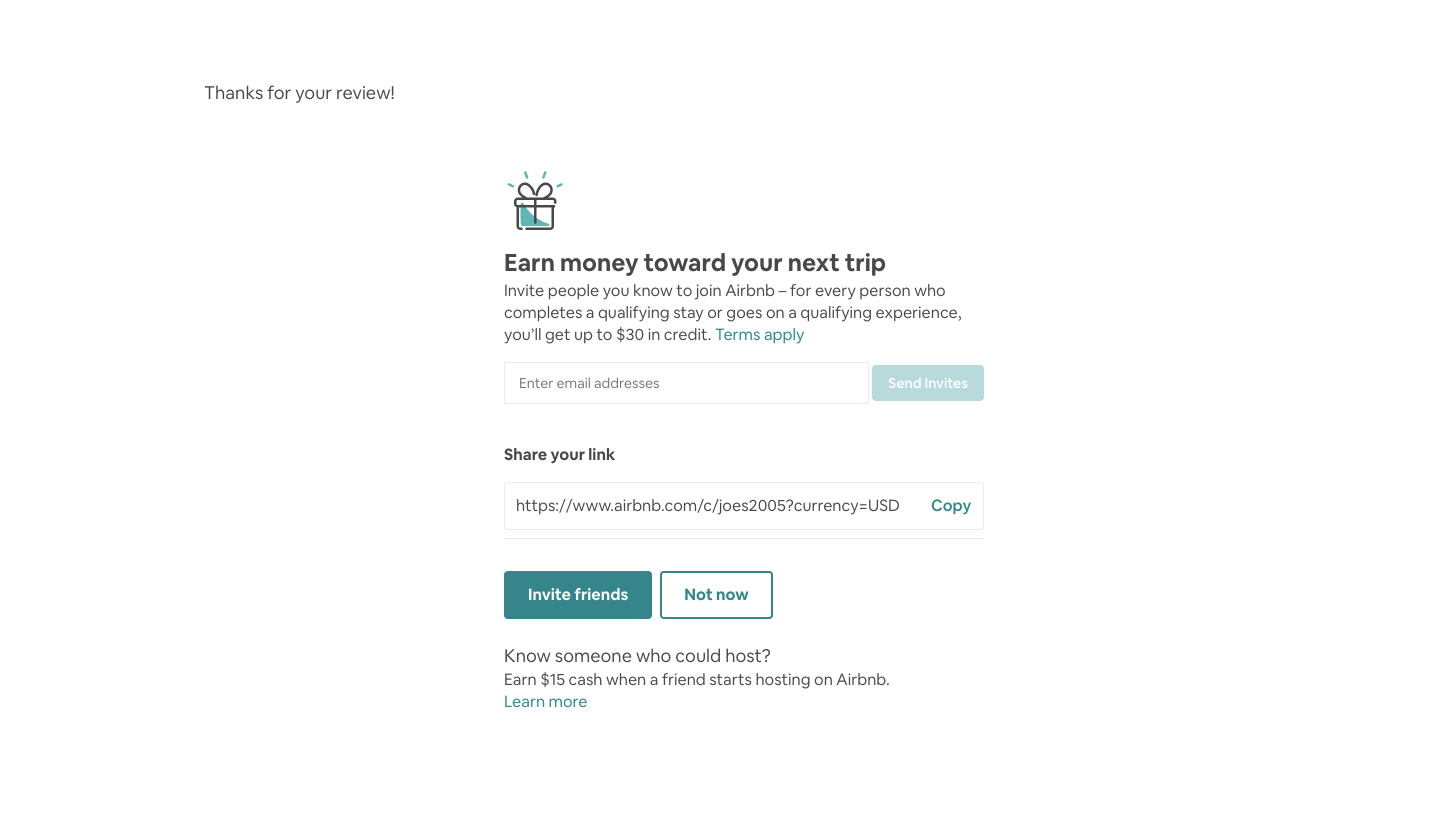 Thanks for your review!
Earn money toward your next trip
Invite people you know to join Airbnb – for every person who
completes a qualifying stay or goes on a qualifying experience,
you’ll get up to $30 in credit. Terms apply
Enter email addresses
Send Invites
Share your link
https://www.airbnb.com/c/joes2005?currency=USD
Copy
Invite friends
Not now
Know someone who could host?
Earn $15 cash when a friend starts hosting on Airbnb.
Learn more